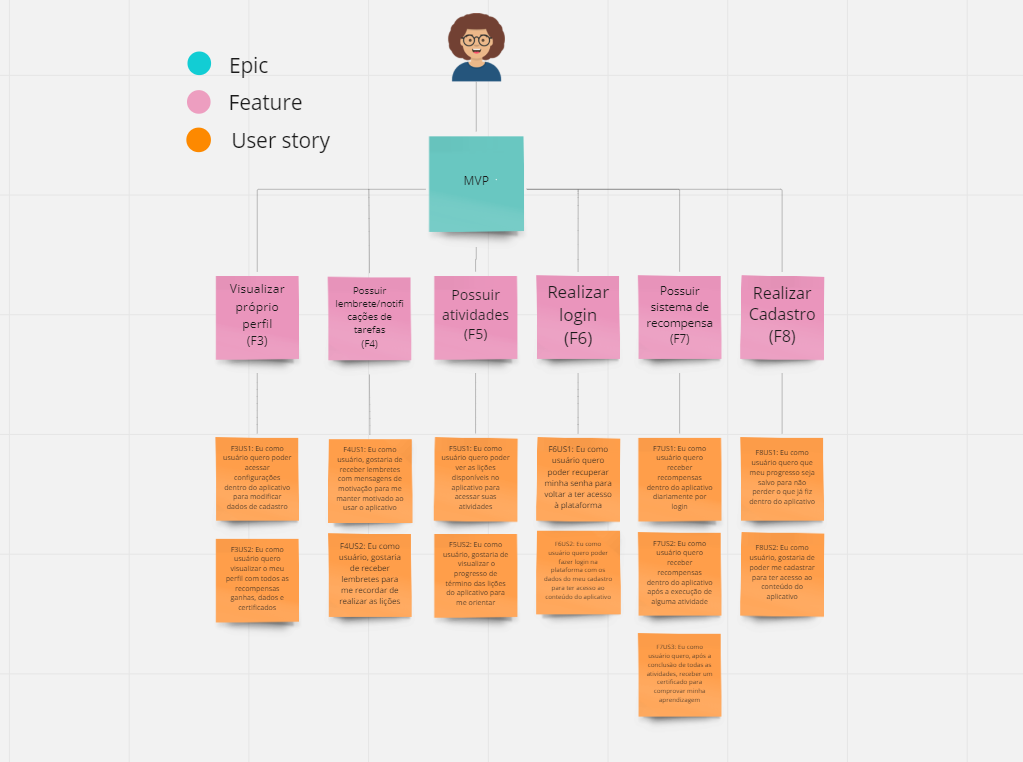 Epic
Feature
User story
MVP
Visualizar
próprio
perfil
(F3)
Possuir
lembrete/notifi
cações de
tarefas
(F4)
Possuir
atividades
(F5)
Realizar
login
(F6)
Possuir
sistema de
recompensa
(F7)
Realizar
Cadastro
(F8)
F3US1: Eu como
usuário quero poder
acessar
configurações
dentro do aplicativo
para modificar
dados de cadastro
F4US1: Eu como
usuário, gostaria de
receber lembretes
com mensagens de
motivação para me
manter motivado ao
usar o aplicativo
F5US1: Eu como
usuário quero poder
ver as lições
disponíveis no
aplicativo para
acessar suas
atividades
F6US1: Eu como
usuário quero
poder recuperar
minha senha para
voltar a ter acesso
à plataforma
F7US1: Eu como
usuário quero
receber
recompensas
dentro do aplicativo
diariamente por
login
F8US1: Eu como
usuário quero que
meu progresso seja
salvo para não
perder o que já fiz
dentro do aplicativo
F3US2: Eu como
usuário quero
visualizar o meu
perfil com todos as
recompensas
ganhas, dados e
certificados
F4US2: Eu como
usuário, gostaria
de receber
lembretes para
me recordar de
realizar as lições
F5US2: Eu como
usuário, gostaria de
visualizar o
progresso de
término das lições
do aplicativo para
me orientar
F6US2: Eu como
usuário quero poder
fazer login na
plataforma com os
dados do meu cadastro
para ter acesso ao
conteúdo do aplicativo
F7US2: Eu como
usuário quero
receber
recompensas
dentro do aplicativo
após a execução de
alguma atividade
F8US2: Eu como
usuário, gostaria de
poder me cadastrar
para ter acesso ao
conteúdo do
aplicativo
F7US3: Eu como
usuário quero, após a
conclusão de todas as
atividades, receber um
certificado para
comprovar minha
aprendizagem